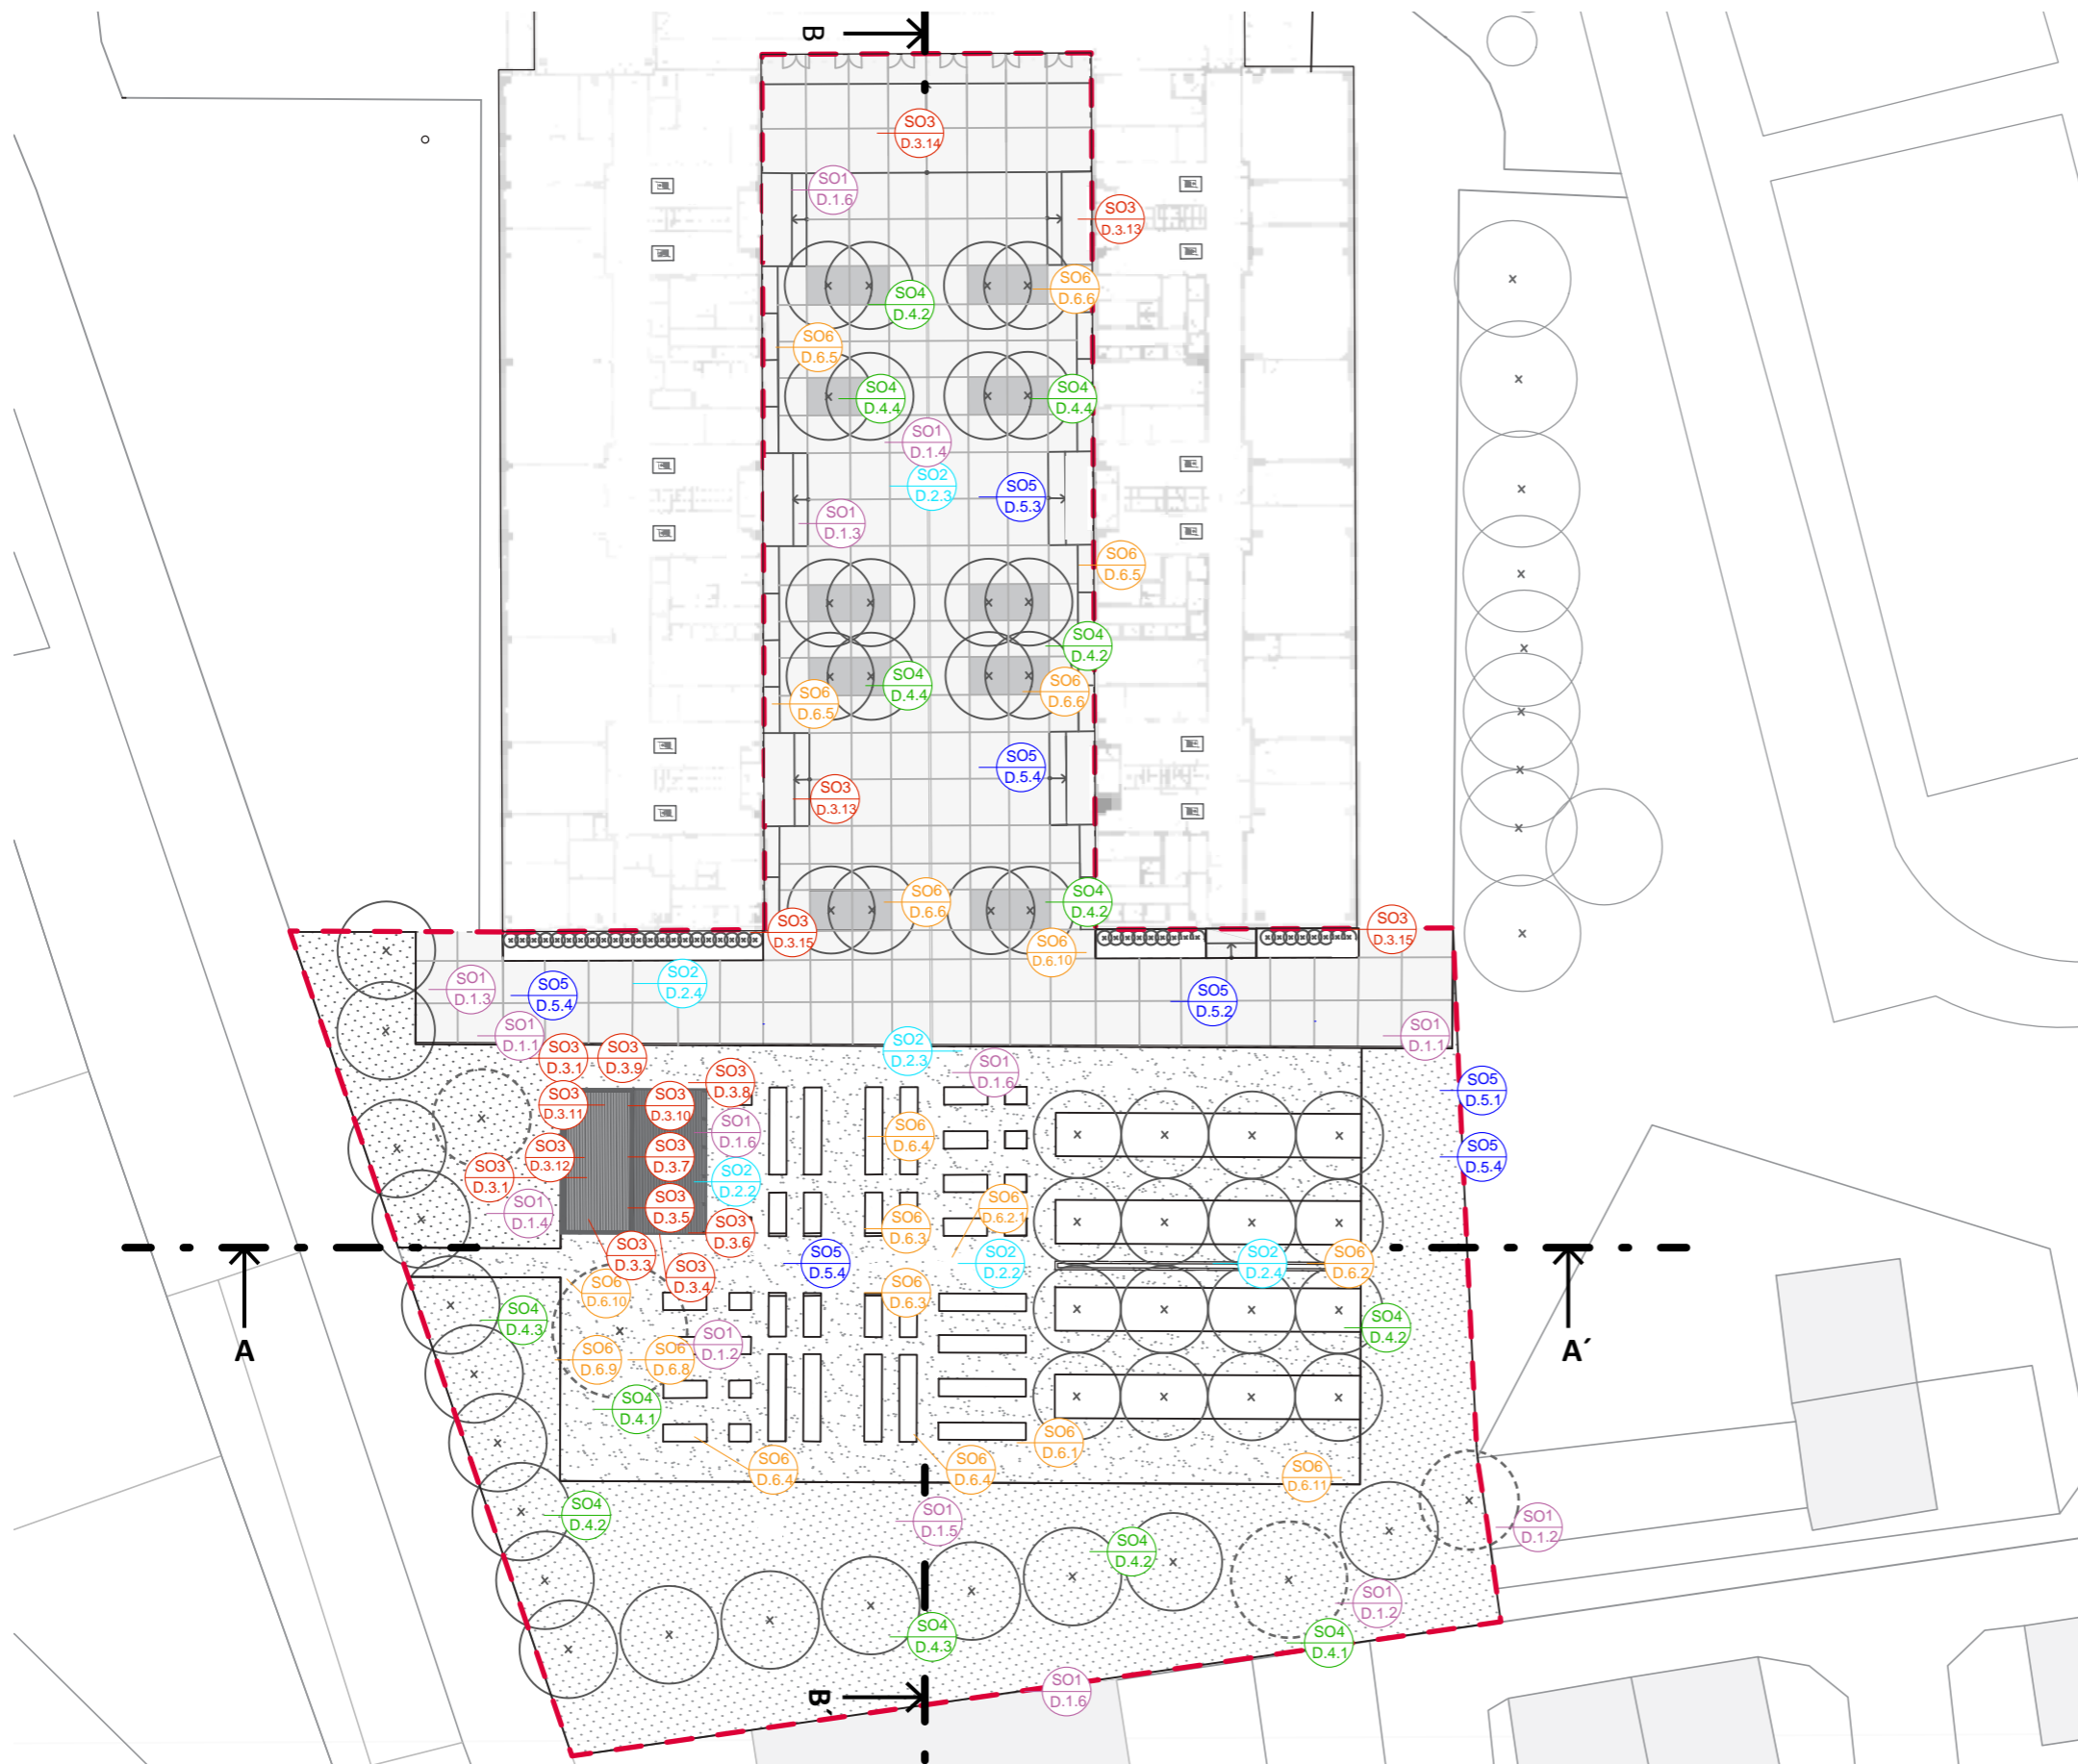 B
SO3
D.3.14
SO1
D.1.6
SO3
D.3.13
SO6
D.6.6
SO4
D.4.2
SO6
D.6.5
SO4
D.4.4
SO4
D.4.4
SO1
D.1.4
SO2
D.2.3
SO5
D.5.3
SO1
D.1.3
SO6
D.6.5
SO4
D.4.2
SO4
D.4.4
SO6
D.6.6
SO6
D.6.5
SO5
D.5.4
SO3
D.3.13
SO6
D.6.6
SO4
D.4.2
SO3
D.3.15
SO3
D.3.15
SO6
D.6.10
SO2
D.2.4
SO1
D.1.3
SO5
D.5.4
SO5
D.5.2
SO1
D.1.1
SO1
D.1.1
SO2
D.2.3
SO3
D.3.1
SO3
D.3.9
SO1
D.1.6
SO3
D.3.8
SO5
D.5.1
SO3
D.3.11
SO3
D.3.10
SO1
D.1.6
SO6
D.6.4
SO3
D.3.12
SO3
D.3.7
SO5
D.5.4
SO3
D.3.1
SO2
D.2.2
SO1
D.1.4
SO3
D.3.5
SO6
D.6.2.1
SO3
D.3.6
SO6
D.6.3
SO3
D.3.3
SO3
D.3.4
SO5
D.5.4
SO2
D.2.2
SO2
D.2.4
SO6
D.6.2
SO6
D.6.10
SO6
D.6.3
SO4
D.4.3
SO4
D.4.2
A
A´
SO1
D.1.2
SO6
D.6.9
SO6
D.6.8
SO4
D.4.1
SO6
D.6.1
SO6
D.6.4
SO6
D.6.4
SO6
D.6.11
SO4
D.4.2
SO1
D.1.5
SO1
D.1.2
SO4
D.4.2
SO1
D.1.2
SO4
D.4.3
SO4
D.4.1
SO1
D.1.6
B´